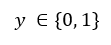 y ∈ {0, 1}